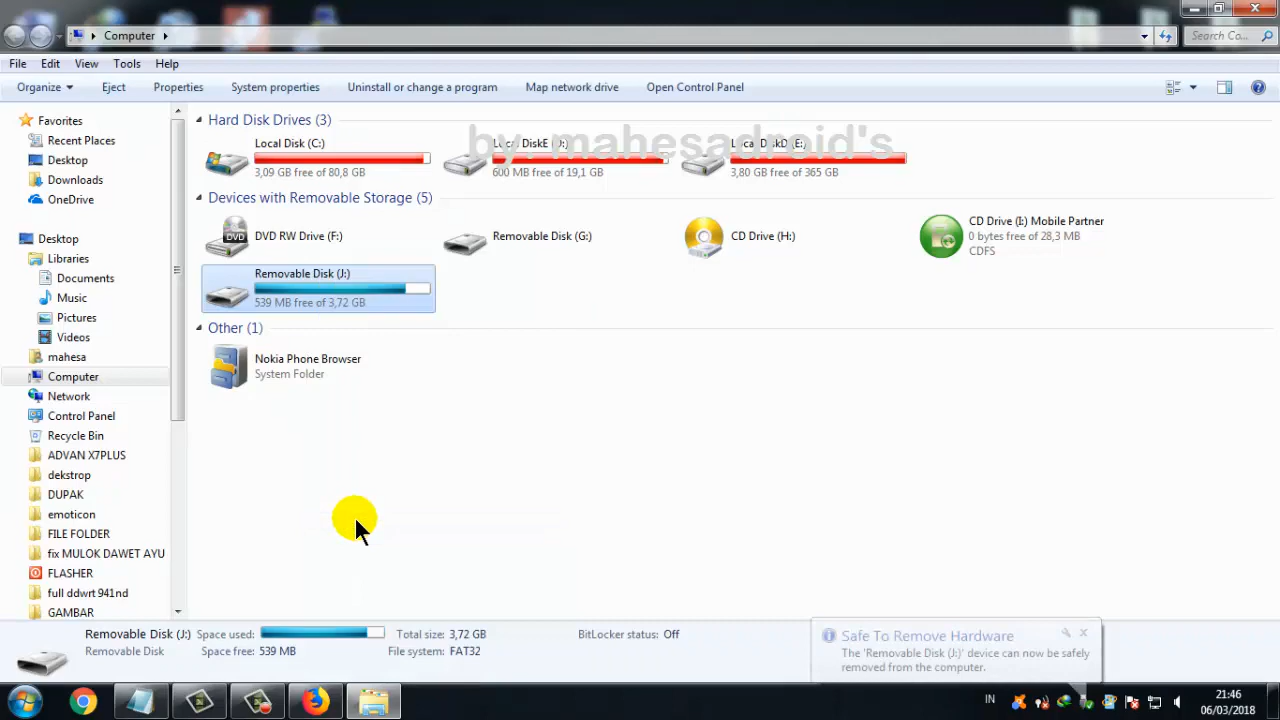 Computer
Search Co...
File Edit View Tools Help
Organize Eject Properties System properties Uninstall or change a program Map network drive Open Control Panel
Favorites
Recent Places
Desktop
Downloads
OneDrive
Desktop
Libraries
Documents
Music
Pictures
Videos
mahesa
Computer
Network
Control Panel
Recycle Bin
ADVAN X7PLUS
dekstrop
DUPAK
emoticon
FILE FOLDER
fix MULOK DAWET AYU
FLASHER
full ddwrt 941nd
GAMBAR
Hard Disk Drives (3)
by. mahesadroid's
Local Disk (C:)
3,09 GB free of 80,8 GB
Local DiskE (D:)
600 MB free of 19,1 GB
Local DiskD (E:)
3,80 GB free of 365 GB
Devices with Removable Storage (5)
DVD RW Drive (F:)
Removable Disk (G:)
CD Drive (H:)
CD Drive (I:) Mobile Partner
0 bytes free of 28,3 MB
CDFS
Removable Disk (J:)
539 MB free of 3,72 GB
Other (1)
Nokia Phone Browser
System Folder
Removable Disk (J:) Space used: Total size: 3,72 GB BitLocker status: Off
Removable Disk Space free: 539 MB File system: FAT32
Safe To Remove Hardware
The 'Removable Disk (J:)' device can now be safely
removed from the computer.
IN
21:46
06/03/2018
DVD